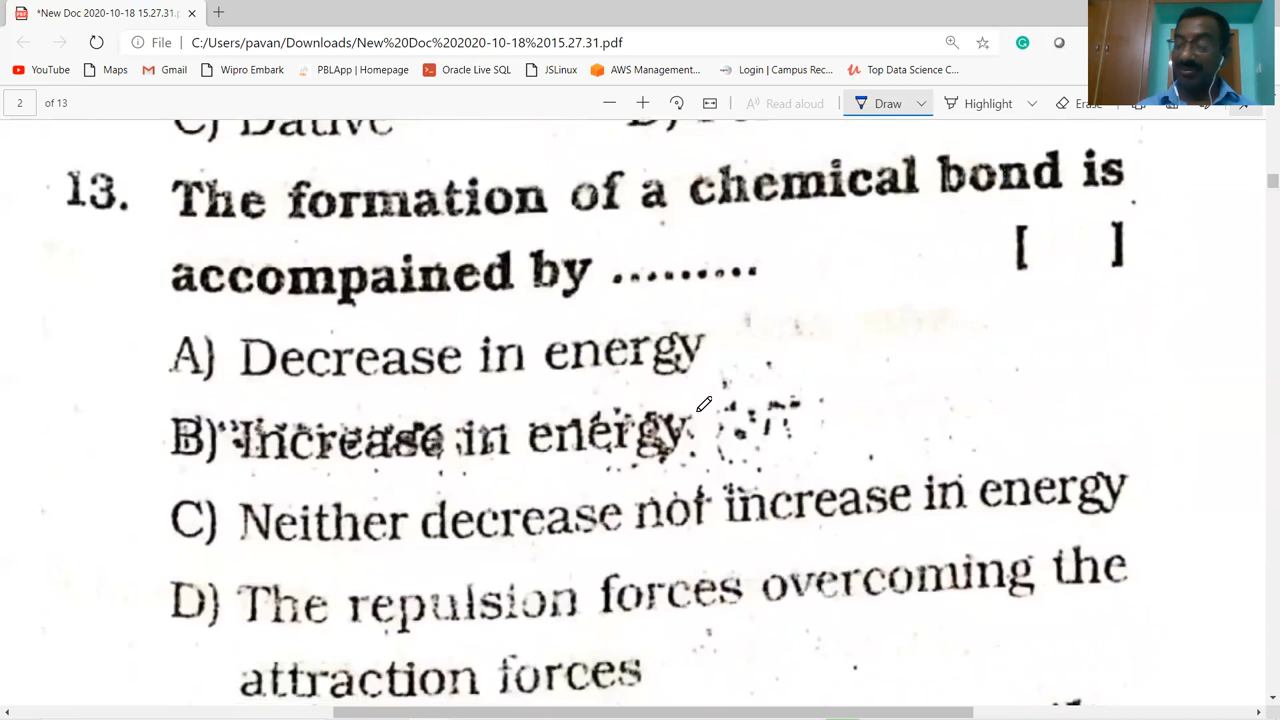 *New Doc 2020-10-18 15.27.31.p
File C:/Users/pavan/Downloads/New%20Doc%202020-10-18%2015.27.31.pdf
YouTube Maps Gmail Wipro Embark PBLApp | Homepage Oracle Live SQL JSLinux AWS Management... Login | Campus Rec... Top Data Science C...
2 of 13 Read aloud Draw Highlight Erase
C) Dative
13. The formation of a chemical bond is
accompained by ......... [ ]
A) Decrease in energy
B) Increase in energy
C) Neither decrease not increase in energy
D) The repulsion forces overcoming the
attraction forces